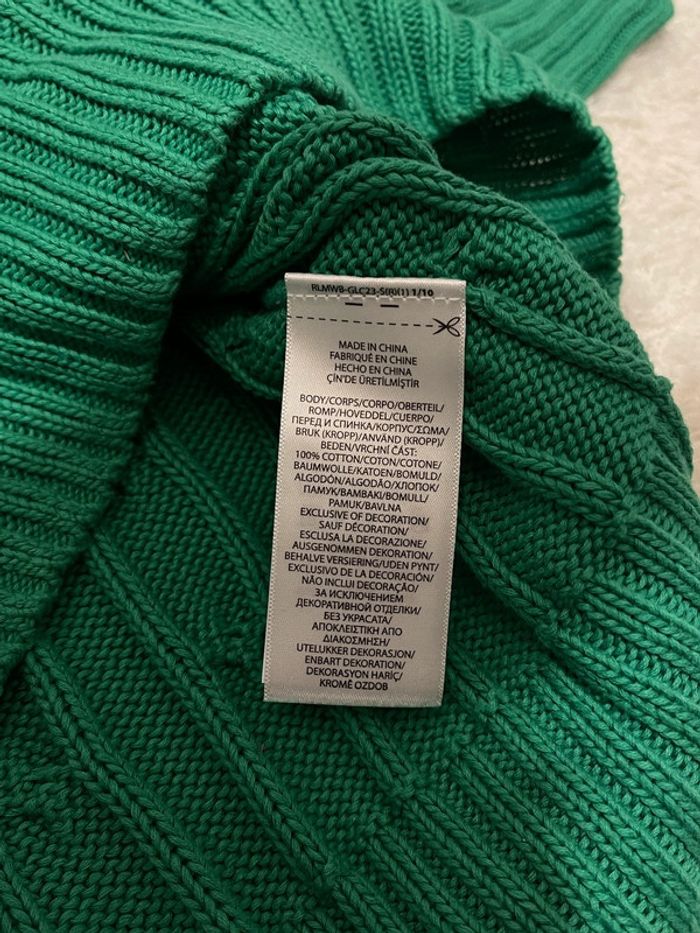 RLMWB-GLC23-S(R)(1) 1/10
MADE IN CHINA
FABRIQUÉ EN CHINE
HECHO EN CHINA
ÇİN'DE ÜRETİLMİŞTİR
BODY/CORPS/CORPO/OBERTEIL/
ROMP/HOVEDDEL/CUERPO/
ПЕРЕД И СПИНКА/КОРПУС/ΣΩΜΑ/
BRUK (KROPP)/ANVÄND (KROPP)/
BEDEN/VRCHNÍ ČÁST:
100% COTTON/COTON/COTONE/
BAUMWOLLE/KATOEN/BOMULD/
ALGODÓN/ALGODÃO/ХЛОПОК/
ПАМУК/ΒΑΜΒΑΚΙ/BOMULL/
PAMUK/BAVLNA
EXCLUSIVE OF DECORATION/
SAUF DÉCORATION/
ESCLUSA LA DECORAZIONE/
AUSGENOMMEN DEKORATION/
BEHALVE VERSIERING/UDEN PYNT/
EXCLUSIVO DE LA DECORACIÓN/
NÃO INCLUI DECORAÇÃO/
ЗА ИСКЛЮЧЕНИЕМ
ДЕКОРАТИВНОЙ ОТДЕЛКИ/
БЕЗ УКРАСАТА/
ΑΠΟΚΛΕΙΣΤΙΚΗ ΑΠΟ
ΔΙΑΚΟΣΜΗΣΗ/
UTELUKKER DEKORASJON/
ENBART DEKORATION/
DEKORASYON HARİÇ/
KROMĚ OZDOB